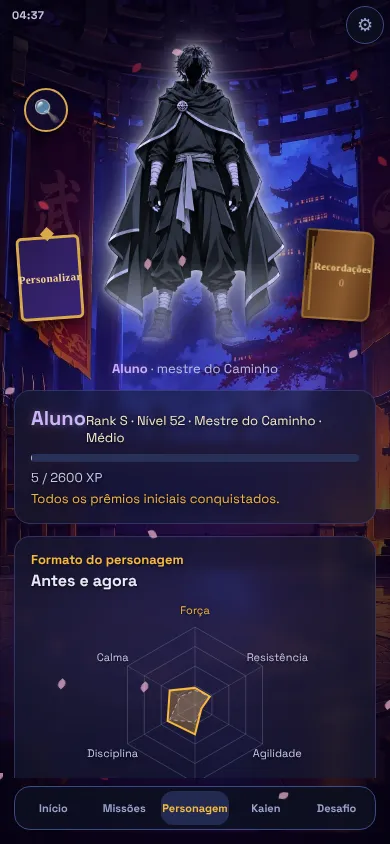 04:37
武
Personalizar
Recordações
0
Aluno · mestre do Caminho
Aluno Rank S · Nível 52 · Mestre do Caminho ·
Médio
5 / 2600 XP
Todos os prêmios iniciais conquistados.
Formato do personagem
Antes e agora
Força
Calma
Resistência
Disciplina
Agilidade
Início
Missões
Personagem
Kaien
Desafio